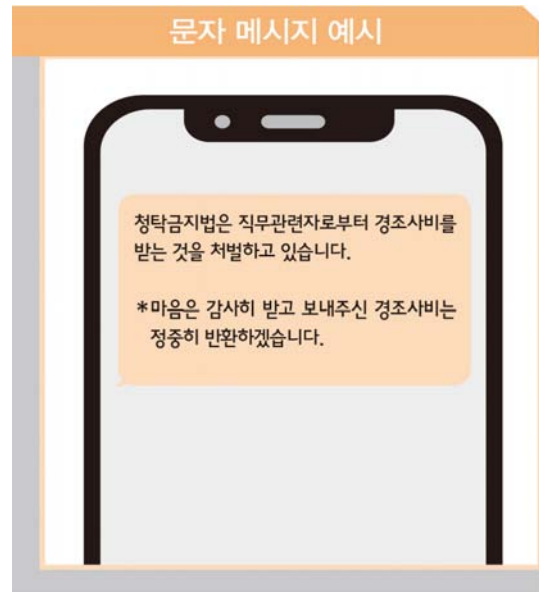 문자 메시지 예시
청탁금지법은 직무관련자로부터 경조사비를
받는 것을 처벌하고 있습니다.
*마음은 감사히 받고 보내주신 경조사비는
정중히 반환하겠습니다.